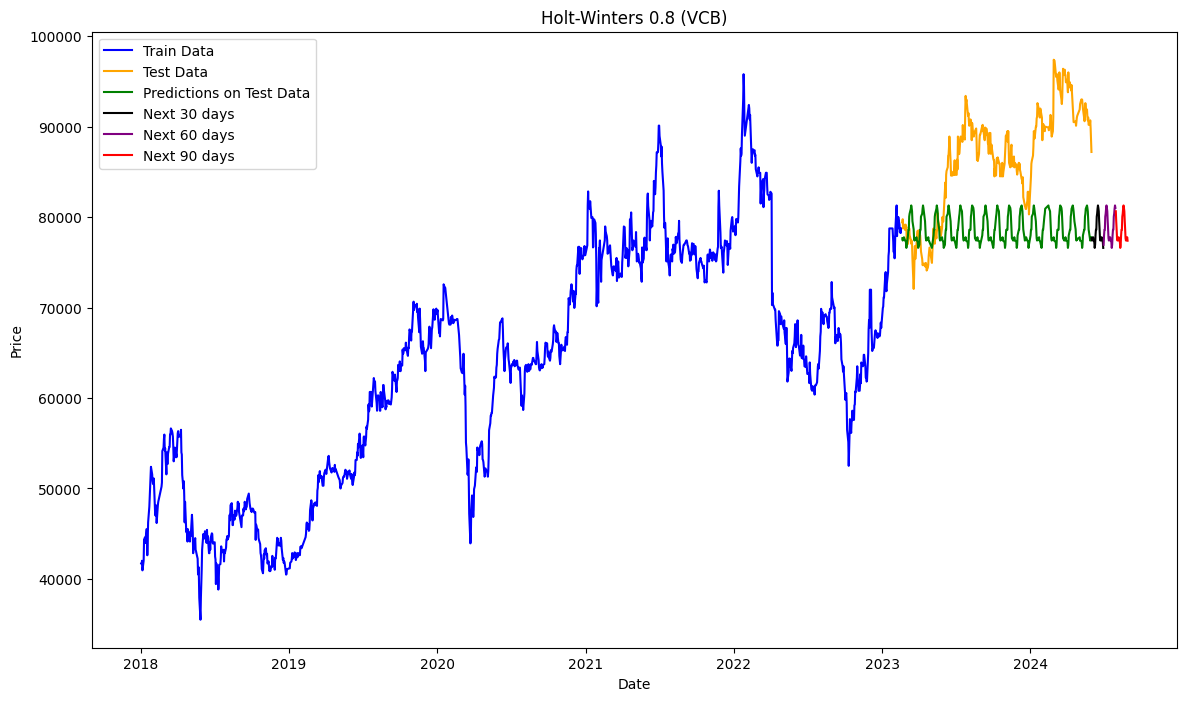 Holt-Winters 0.8 (VCB)
Train Data
Test Data
Predictions on Test Data
Next 30 days
Next 60 days
Next 90 days
100000
90000
80000
70000
60000
50000
40000
Price
2018 2019 2020 2021 2022 2023 2024
Date